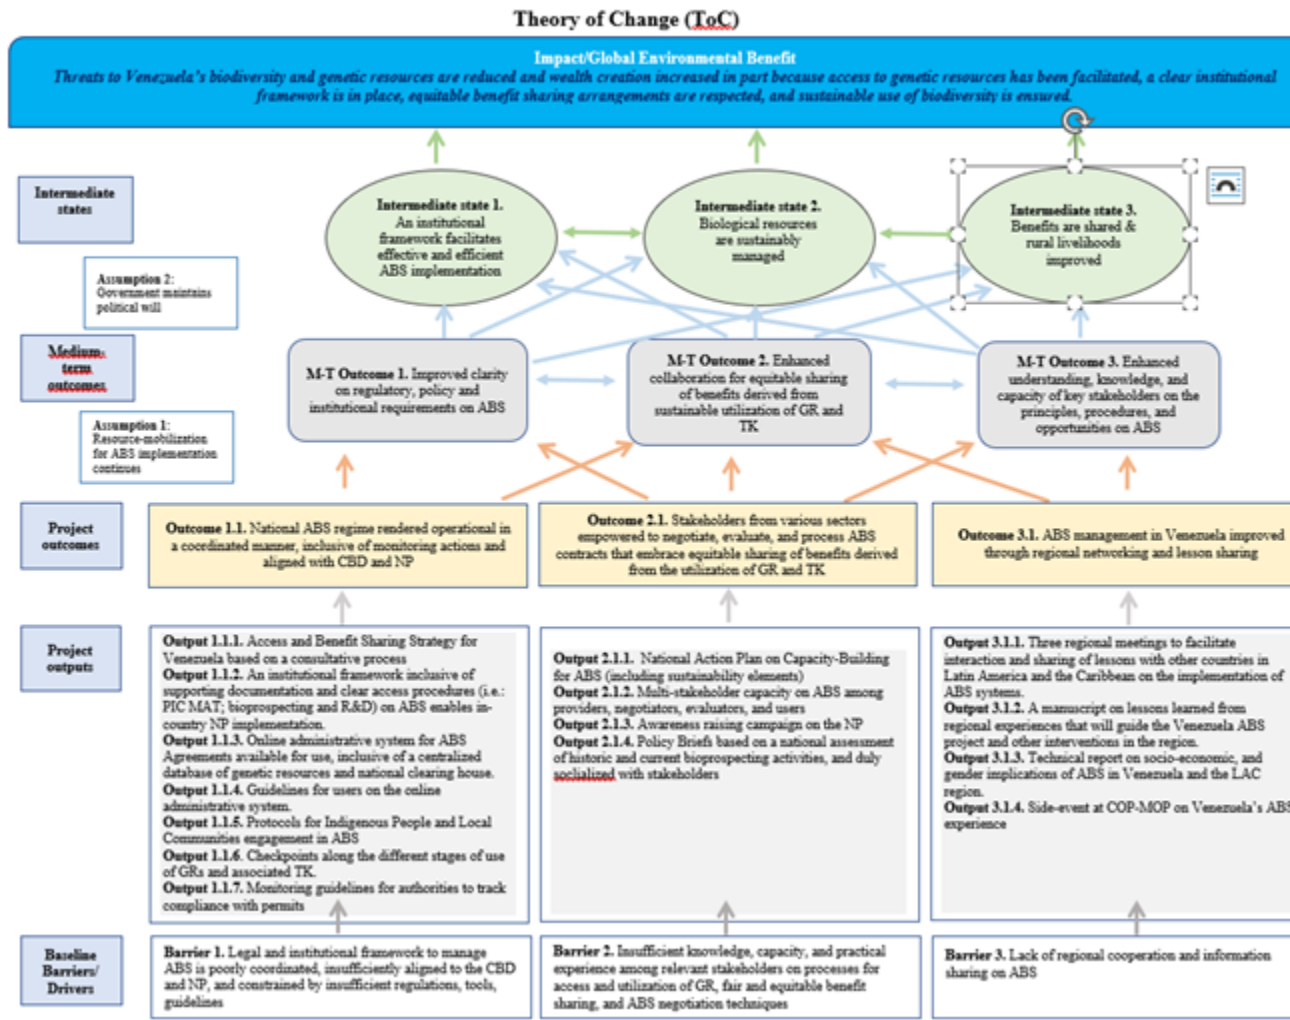 Theory of Change (ToC)
Impact/Global Environmental Benefit
Threats to Venezuela's biodiversity and genetic resources are reduced and wealth creation increased in part because access to genetic resources has been facilitated, a clear institutional
framework is in place, equitable benefit sharing arrangements are respected, and sustainable use of biodiversity is ensured.
Intermediate
states
Intermediate state 1.
An institutional
framework facilitates
effective and efficient
ABS implementation
Intermediate state 2.
Biological resources
are sustainably
managed
Intermediate state 3.
Benefits are shared &
rural livelihoods
improved
Assumption 2:
Government maintains
political will
Medium-
term
outcomes
M-T Outcome 1. Improved clarity
on regulatory, policy and
institutional requirements on ABS
M-T Outcome 2. Enhanced
collaboration for equitable sharing
of benefits derived from
sustainable utilization of GR and
TK
M-T Outcome 3. Enhanced
understanding, knowledge, and
capacity of key stakeholders on the
principles, procedures, and
opportunities on ABS
Assumption 1:
Resource-mobilization
for ABS implementation
continues
Project
outcomes
Outcome 1.1. National ABS regime rendered operational in
a coordinated manner, inclusive of monitoring actions and
aligned with CBD and NP
Outcome 2.1. Stakeholders from various sectors
empowered to negotiate, evaluate, and process ABS
contracts that embrace equitable sharing of benefits derived
from the utilization of GR and TK
Outcome 3.1. ABS management in Venezuela improved
through regional networking and lesson sharing
Project
outputs
Output 1.1.1. Access and Benefit Sharing Strategy for
Venezuela based on a consultative process
Output 1.1.2. An institutional framework inclusive of
supporting documentation and clear access procedures (i.e.:
PIC MAT; bioprospecting and R&D) on ABS enables in-
country NP implementation.
Output 1.1.3. Online administrative system for ABS
Agreements available for use, inclusive of a centralized
database of genetic resources and national clearing house.
Output 1.1.4. Guidelines for users on the online
administrative system.
Output 1.1.5. Protocols for Indigenous People and Local
Communities engagement in ABS
Output 1.1.6. Checkpoints along the different stages of use
of GRs and associated TK.
Output 1.1.7. Monitoring guidelines for authorities to track
compliance with permits
Output 2.1.1. National Action Plan on Capacity-Building
for ABS (including sustainability elements)
Output 2.1.2. Multi-stakeholder capacity on ABS among
providers, negotiators, evaluators, and users
Output 2.1.3. Awareness raising campaign on the NP
Output 2.1.4. Policy Briefs based on a national assessment
of historic and current bioprospecting activities, and duly
socialized with stakeholders
Output 3.1.1. Three regional meetings to facilitate
interaction and sharing of lessons with other countries in
Latin America and the Caribbean on the implementation of
ABS systems.
Output 3.1.2. A manuscript on lessons learned from
regional experiences that will guide the Venezuela ABS
project and other interventions in the region.
Output 3.1.3. Technical report on socio-economic, and
gender implications of ABS in Venezuela and the LAC
region.
Output 3.1.4. Side-event at COP-MOP on Venezuela's ABS
experience
Baseline
Barriers/
Drivers
Barrier 1. Legal and institutional framework to manage
ABS is poorly coordinated, insufficiently aligned to the CBD
and NP, and constrained by insufficient regulations, tools,
guidelines
Barrier 2. Insufficient knowledge, capacity, and practical
experience among relevant stakeholders on processes for
access and utilization of GR, fair and equitable benefit
sharing, and ABS negotiation techniques
Barrier 3. Lack of regional cooperation and information
sharing on ABS